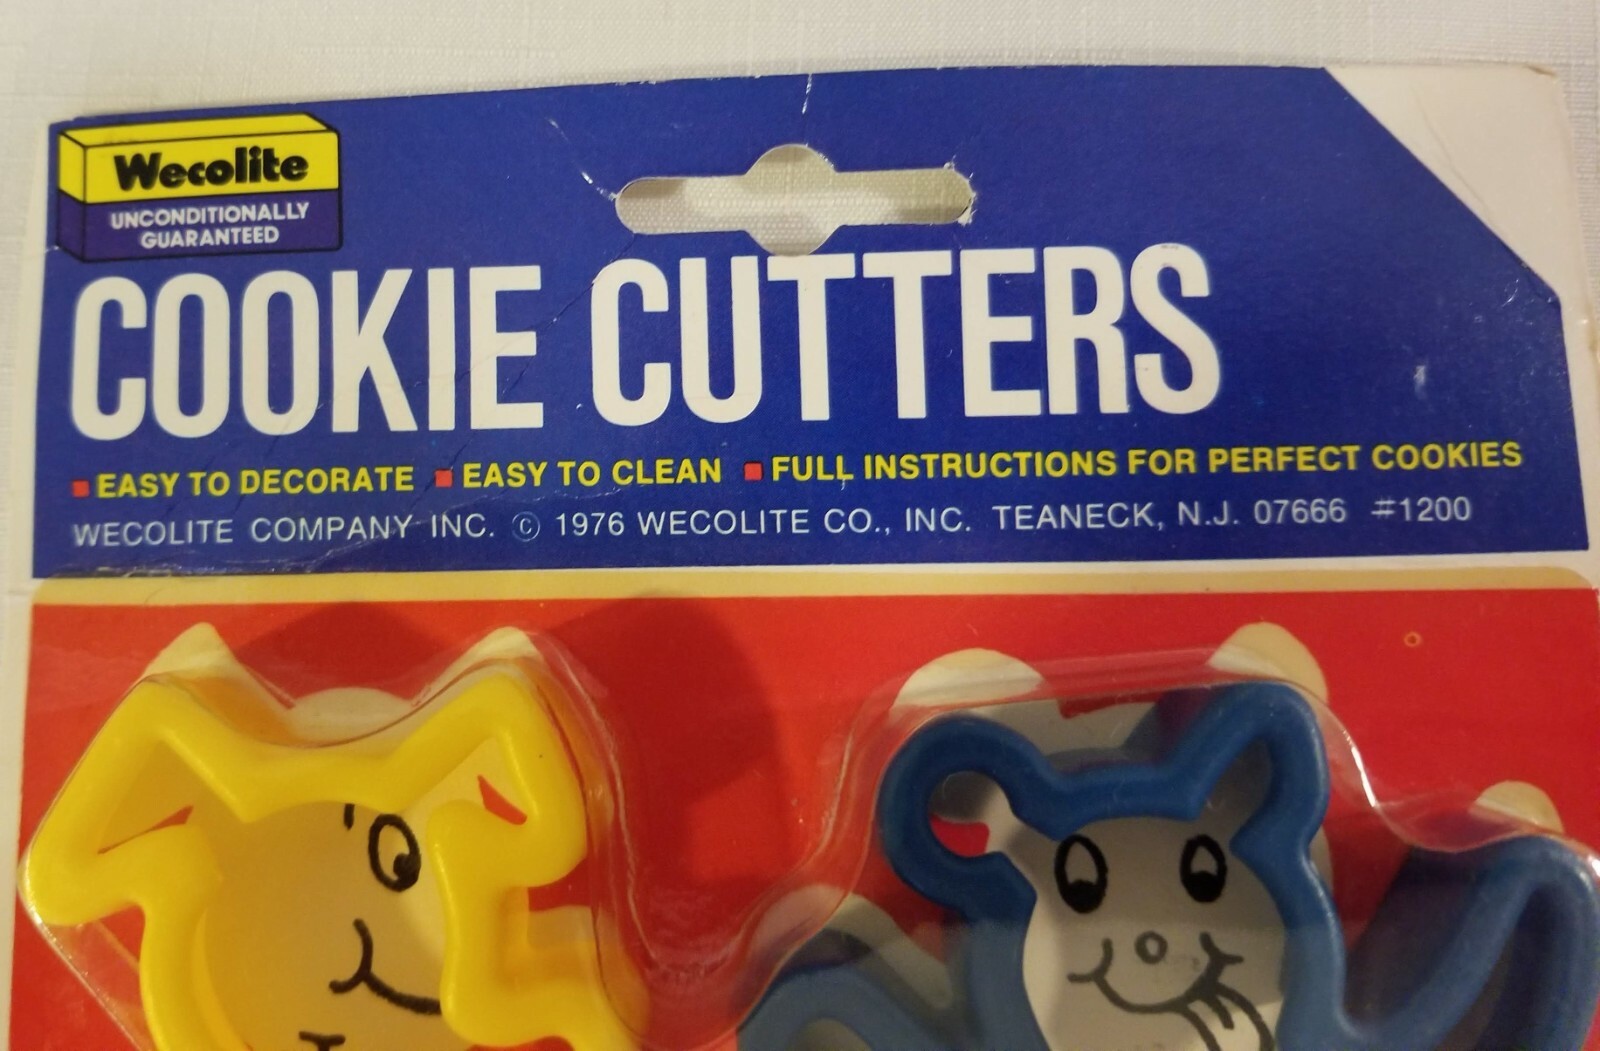 Wecolite
UNCONDITIONALLY
GUARANTEED
COOKIE CUTTERS
▪ EASY TO DECORATE ▪ EASY TO CLEAN ▪ FULL INSTRUCTIONS FOR PERFECT COOKIES
WECOLITE COMPANY INC. © 1976 WECOLITE CO., INC. TEANECK, N.J. 07666 #1200